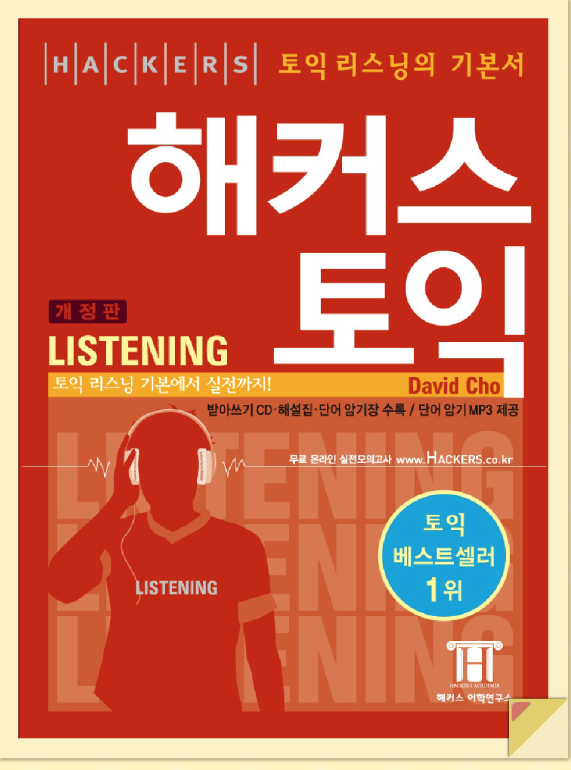 HACKERS 토익 리스닝의 기본서
해커스
토익
개정판
LISTENING
토익 리스닝 기본에서 실전까지!
David Cho
받아쓰기 CD·해설집·단어 암기장 수록 / 단어 암기 MP3 제공
LISTENING
무료 온라인 실전모의고사 www.HACKERS.co.kr
LISTENING
토익
베스트셀러
1위
LISTENING
LISTENING
HACKERS ACADEMIA
해커스 어학연구소